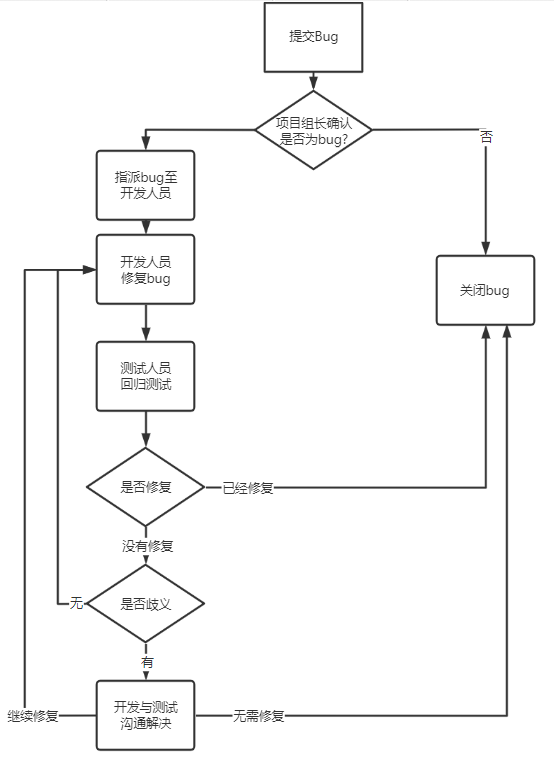 提交Bug
项目组长确认
是否为bug?
否
指派bug至
开发人员
开发人员
修复bug
关闭bug
测试人员
回归测试
是否修复
已经修复
没有修复
是否歧义
无
有
开发与测试
沟通解决
继续修复
无需修复